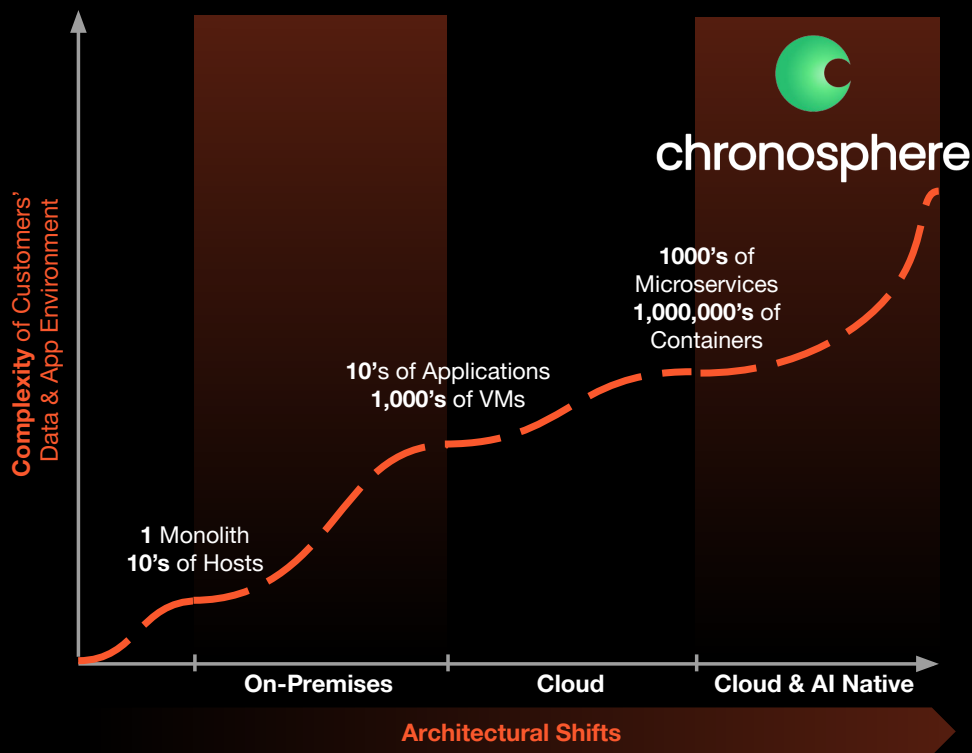 chronosphere
Complexity of Customers’
Data & App Environment
1000’s of
Microservices
1,000,000’s of
Containers
10’s of Applications
1,000’s of VMs
1 Monolith
10’s of Hosts
On-Premises
Cloud
Cloud & AI Native
Architectural Shifts